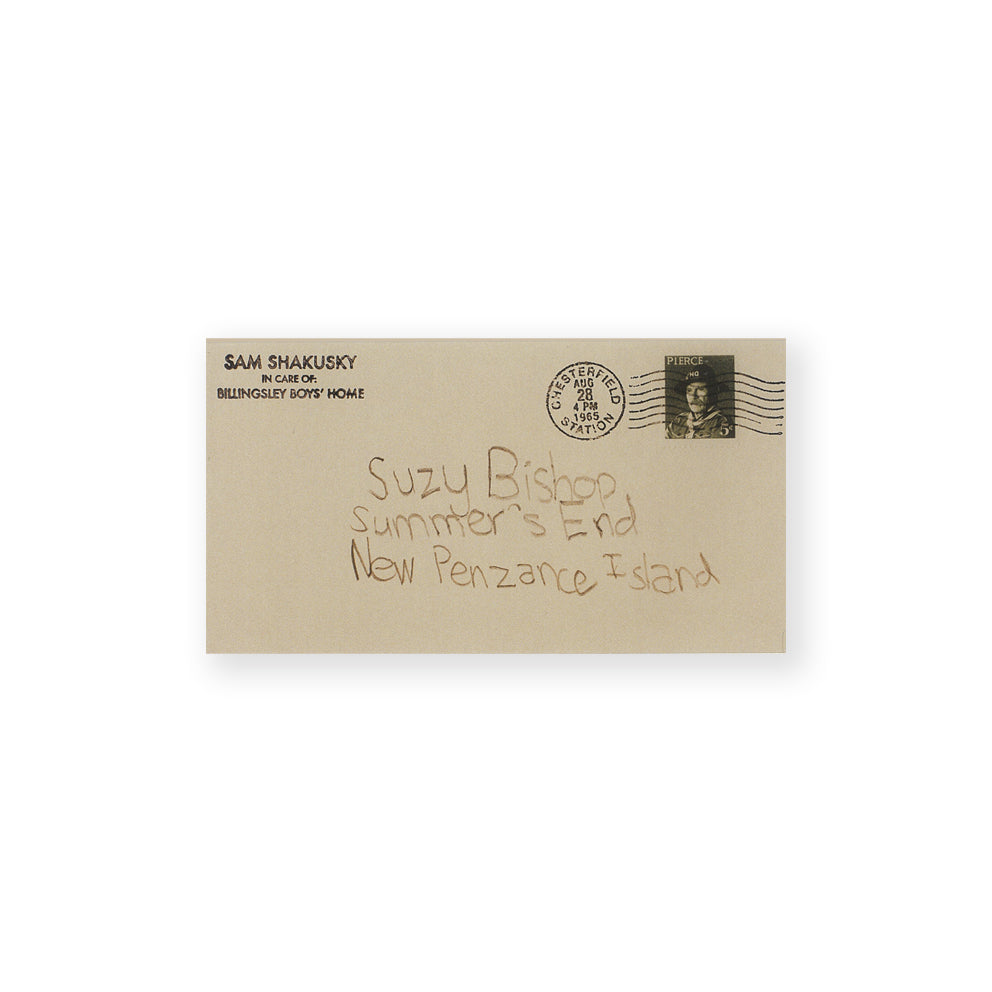 SAM SHAKUSKY
IN CARE OF:
BILLINGSLEY BOYS' HOME
CHESTERFIELD
AUG
28
4 PM
1965
STATION
PIERCE
5¢
Suzy Bishop
Summer's End
New Penzance Island